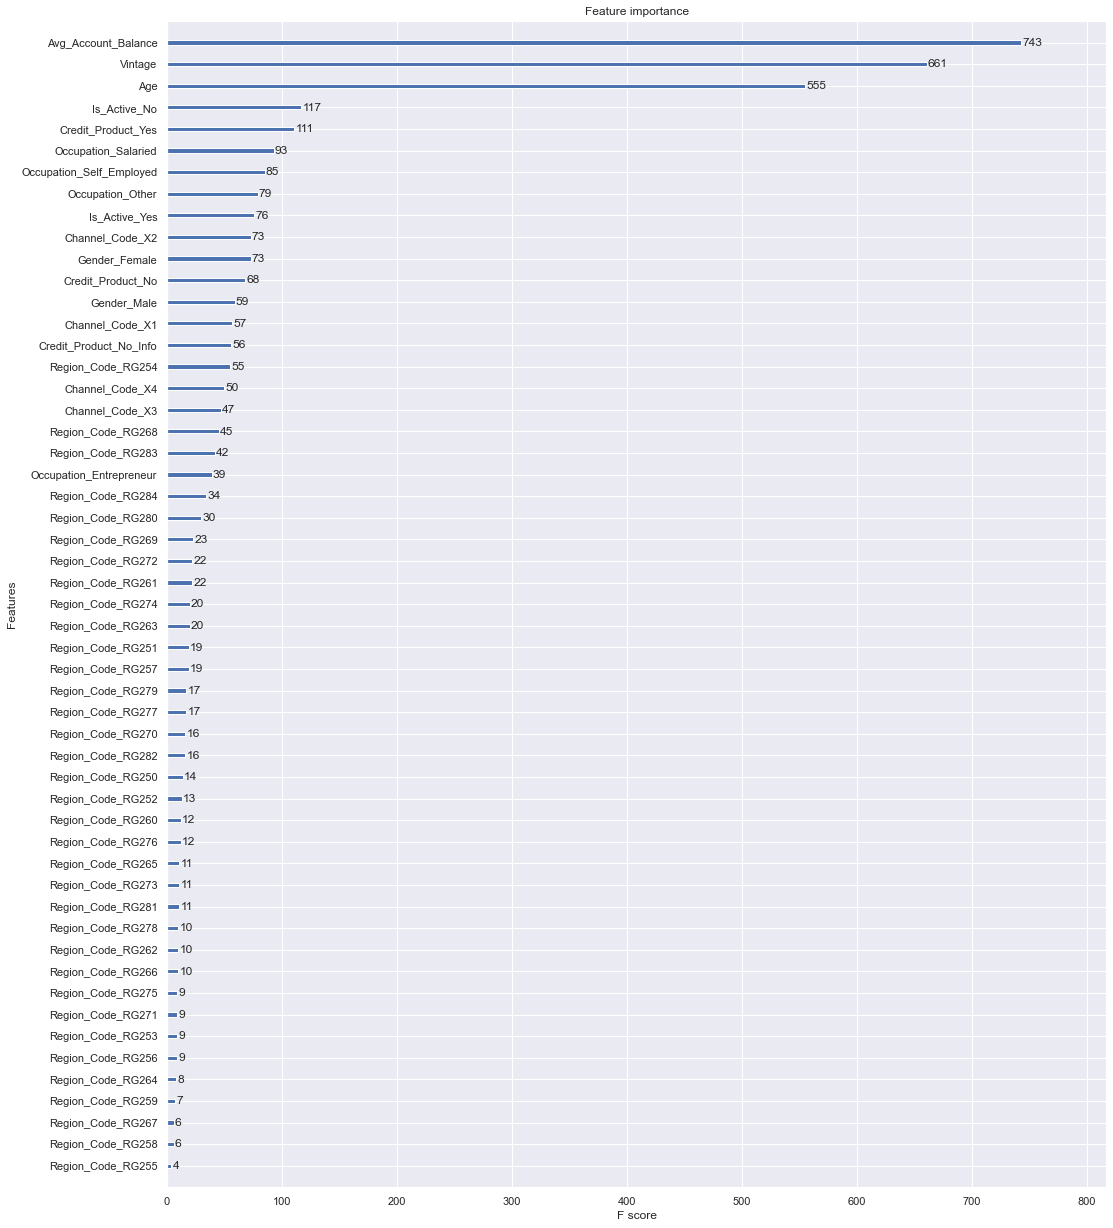 Feature importance
Avg_Account_Balance 743
Vintage 661
Age 555
Is_Active_No 117
Credit_Product_Yes 111
Occupation_Salaried 93
Occupation_Self_Employed 85
Occupation_Other 79
Is_Active_Yes 76
Channel_Code_X2 73
Gender_Female 73
Credit_Product_No 68
Gender_Male 59
Channel_Code_X1 57
Credit_Product_No_Info 56
Region_Code_RG254 55
Channel_Code_X4 50
Channel_Code_X3 47
Region_Code_RG268 45
Region_Code_RG283 42
Occupation_Entrepreneur 39
Region_Code_RG284 34
Region_Code_RG280 30
Region_Code_RG269 23
Region_Code_RG272 22
Region_Code_RG261 22
Region_Code_RG274 20
Region_Code_RG263 20
Region_Code_RG251 19
Region_Code_RG257 19
Region_Code_RG279 17
Region_Code_RG277 17
Region_Code_RG270 16
Region_Code_RG282 16
Region_Code_RG250 14
Region_Code_RG252 13
Region_Code_RG260 12
Region_Code_RG276 12
Region_Code_RG265 11
Region_Code_RG273 11
Region_Code_RG281 11
Region_Code_RG278 10
Region_Code_RG262 10
Region_Code_RG266 10
Region_Code_RG275 9
Region_Code_RG271 9
Region_Code_RG253 9
Region_Code_RG256 9
Region_Code_RG264 8
Region_Code_RG259 7
Region_Code_RG267 6
Region_Code_RG258 6
Region_Code_RG255 4
Features
0 100 200 300 400 500 600 700 800
F score